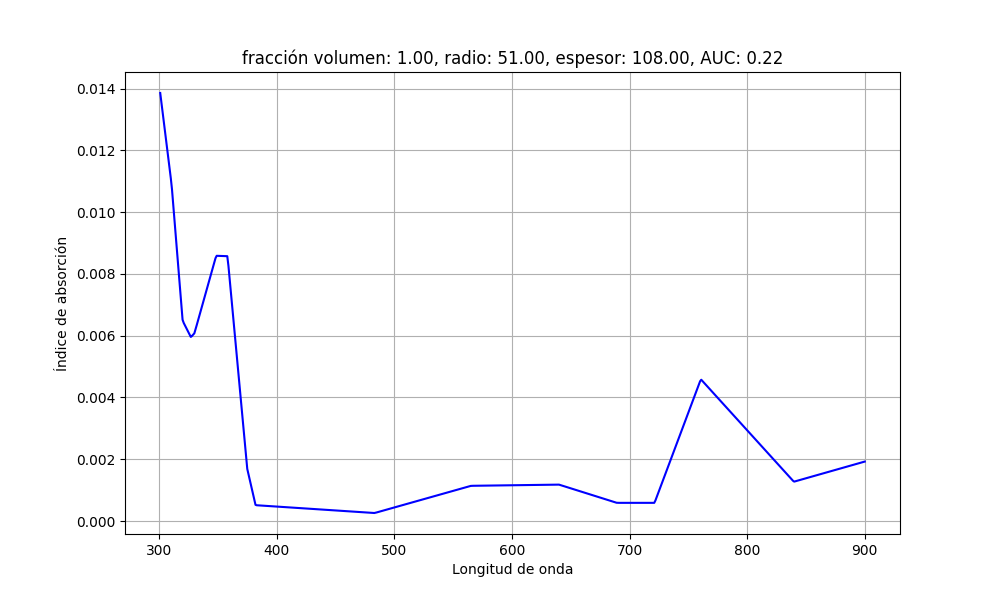 fracción volumen: 1.00, radio: 51.00, espesor: 108.00, AUC: 0.22
Índice de absorción
0.014
0.012
0.010
0.008
0.006
0.004
0.002
0.000
300 400 500 600 700 800 900
Longitud de onda